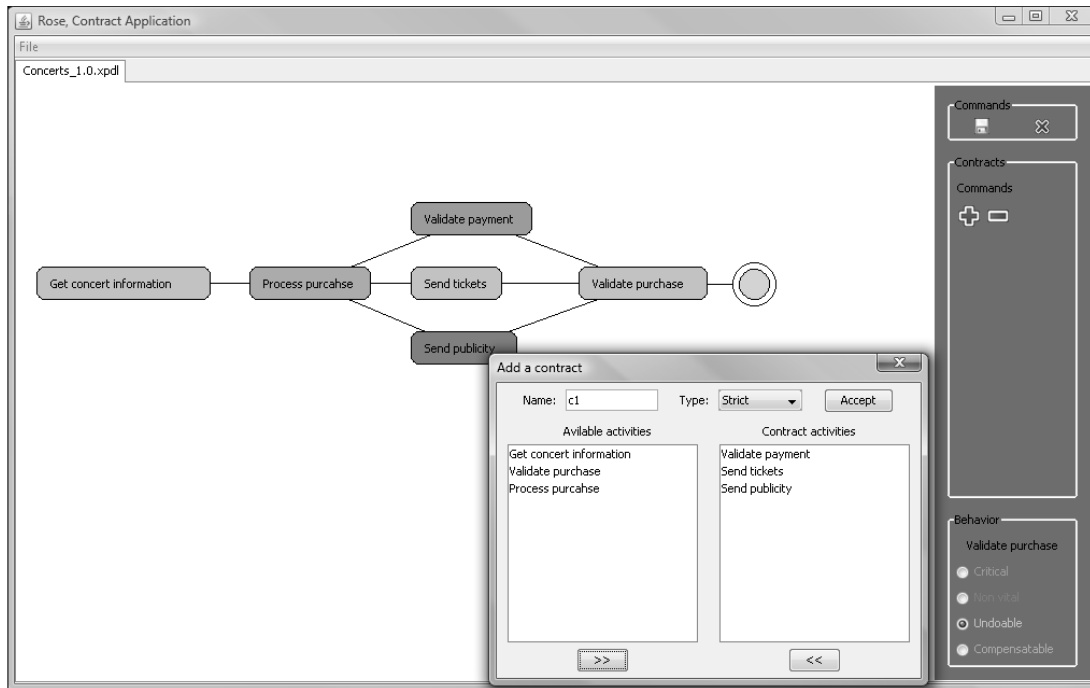 Rose, Contract Application
File
Concerts_1.0.xpdl
Commands
Contracts
Commands
Validate payment
Get concert information
Process purcahse
Send tickets
Validate purchase
Send publicity
Add a contract
Name: c1 Type: Strict Accept
Avilable activities Contract activities
Get concert information Validate payment
Validate purchase Send tickets
Process purcahse Send publicity
>> <<
Behavior
Validate purchase
Critical
Non vital
Undoable
Compensatable